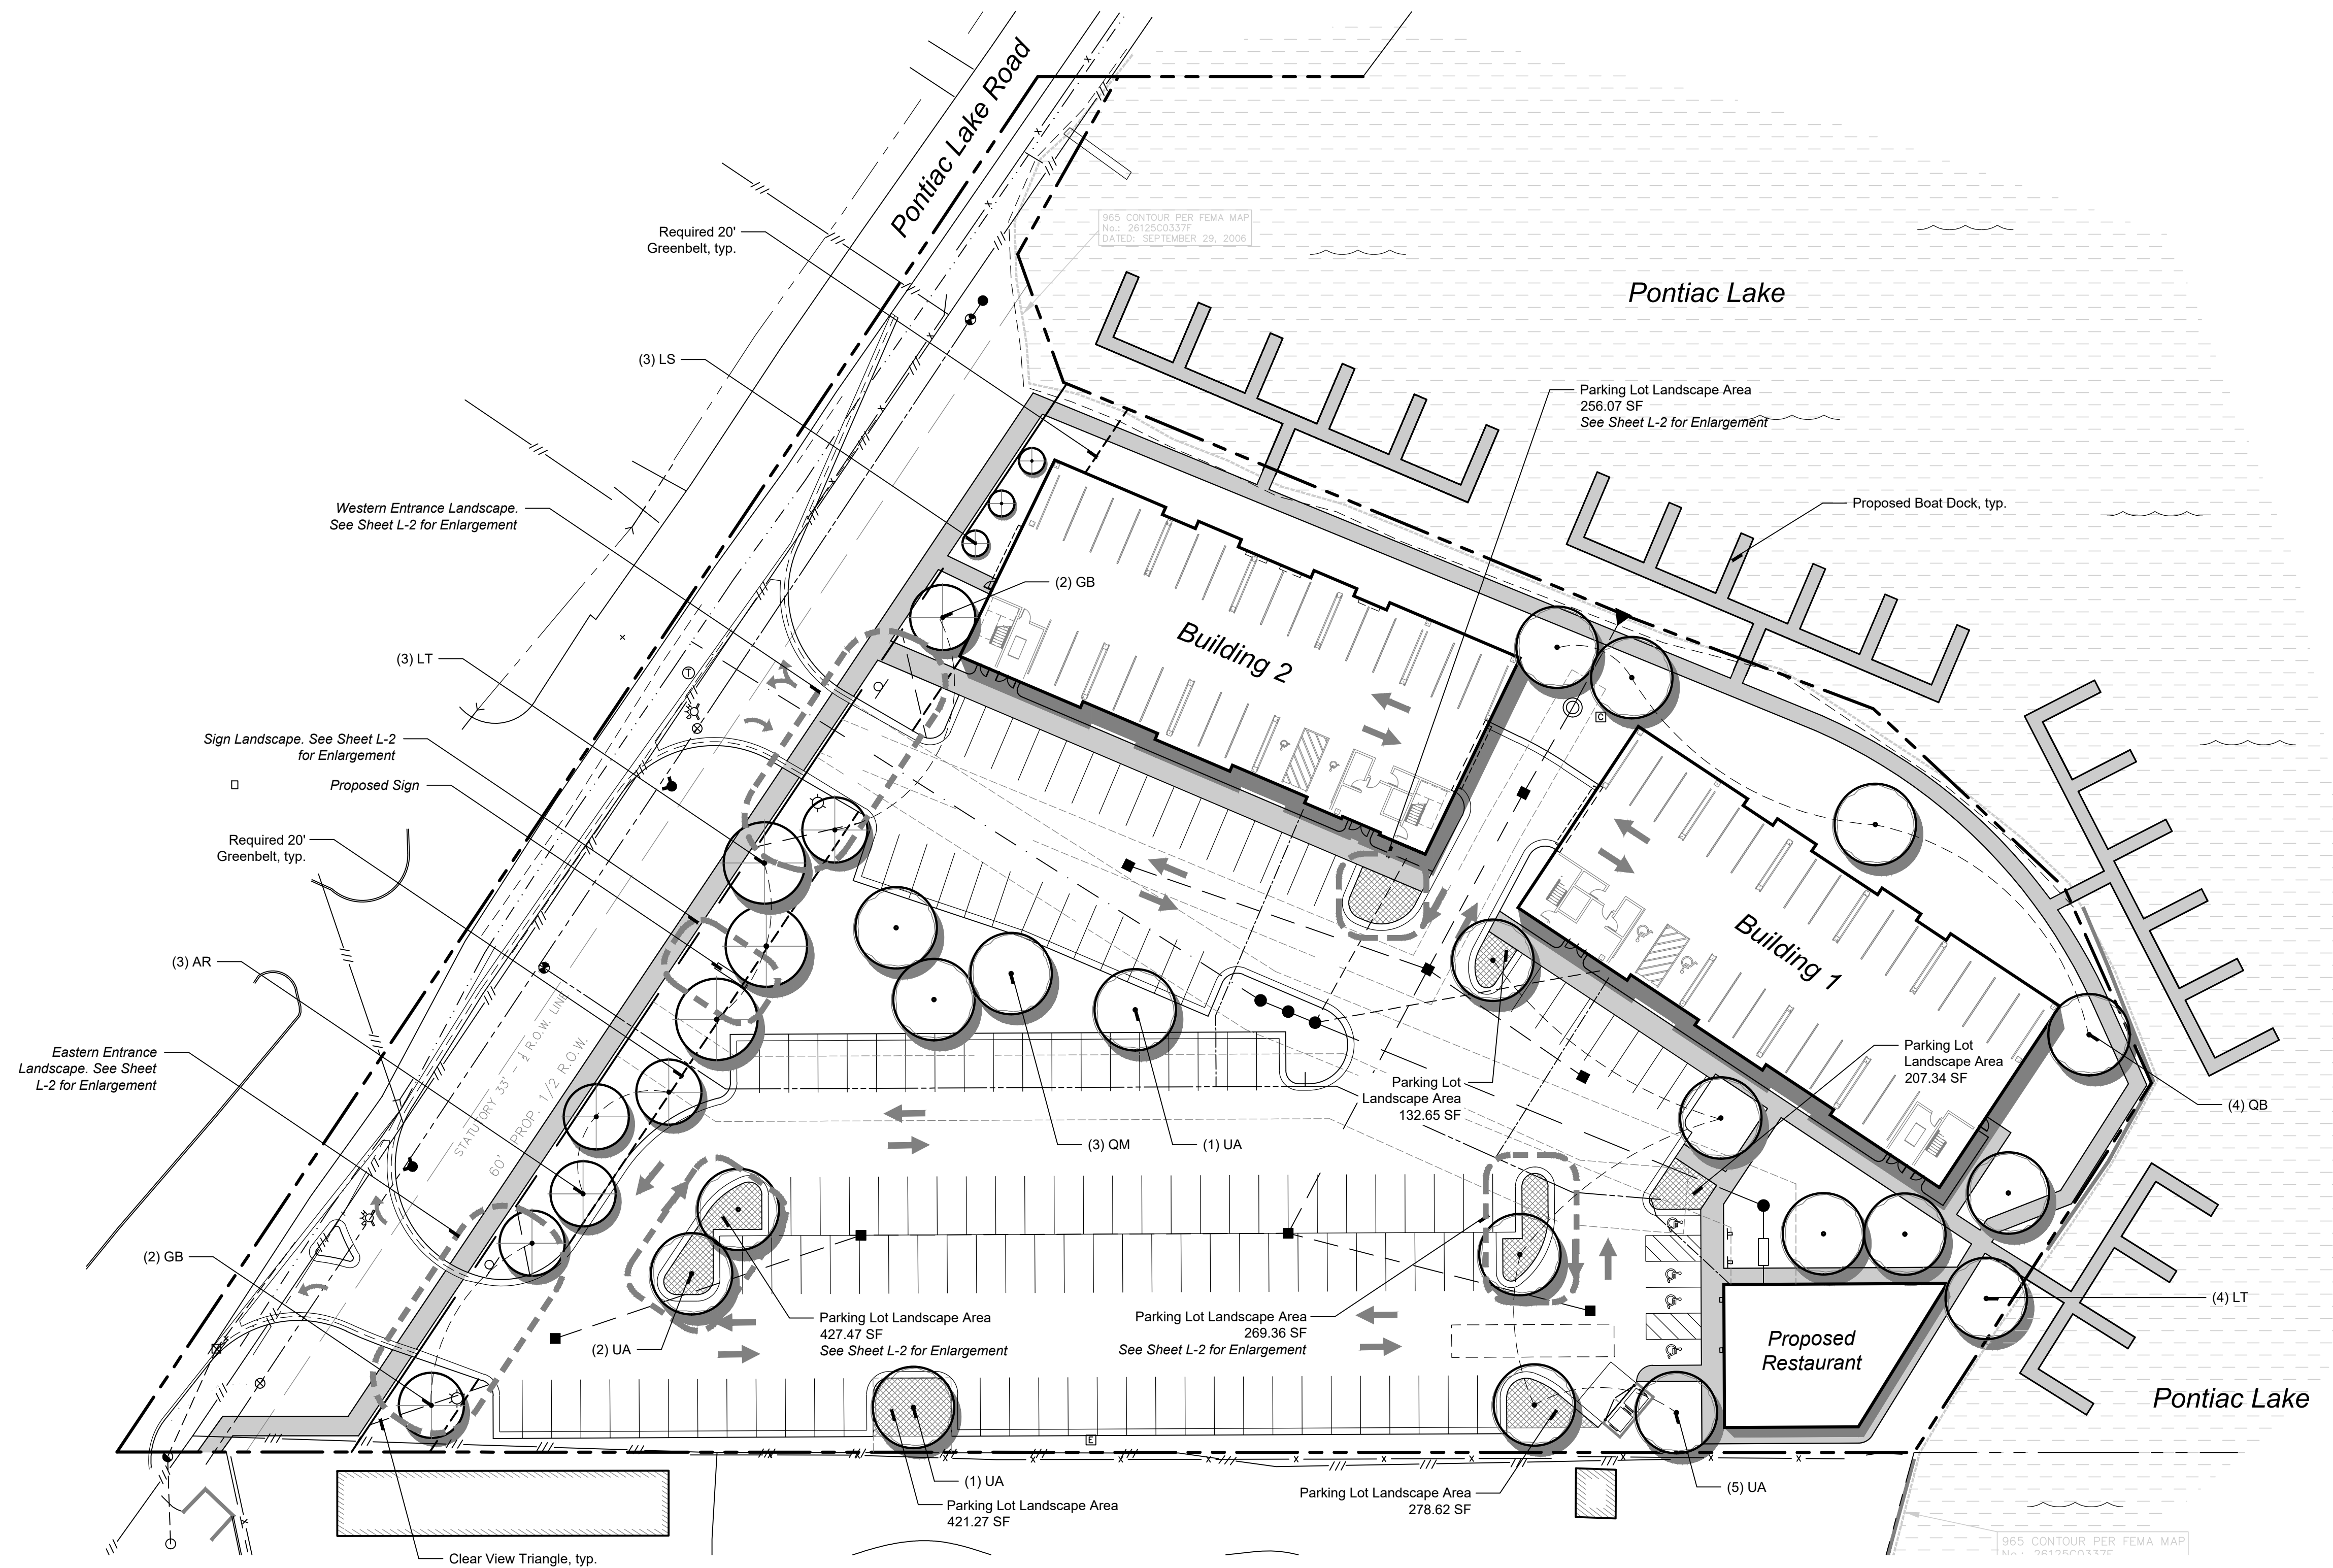 Pontiac Lake Road
Required 20'
Greenbelt, typ.
965 CONTOUR PER FEMA MAP
No.: 26125C0337F
DATED: SEPTEMBER 29, 2006
Pontiac Lake
(3) LS
Parking Lot Landscape Area
256.07 SF
See Sheet L-2 for Enlargement
Western Entrance Landscape.
See Sheet L-2 for Enlargement
Proposed Boat Dock, typ.
(2) GB
Building 2
(3) LT
T
C
Sign Landscape. See Sheet L-2
for Enlargement
Proposed Sign
Required 20'
Greenbelt, typ.
Building 1
(3) AR
STATUTORY 33' - ½ R.O.W. LINE
60' PROP. 1/2 R.O.W.
Eastern Entrance
Landscape. See Sheet
L-2 for Enlargement
Parking Lot
Landscape Area
207.34 SF
Parking Lot
Landscape Area
132.65 SF
(4) QB
(3) QM
(1) UA
(2) GB
(4) LT
Parking Lot Landscape Area
427.47 SF
See Sheet L-2 for Enlargement
Parking Lot Landscape Area
269.36 SF
See Sheet L-2 for Enlargement
(2) UA
Proposed
Restaurant
Pontiac Lake
E
(1) UA
Parking Lot Landscape Area
421.27 SF
Parking Lot Landscape Area
278.62 SF
(5) UA
965 CONTOUR PER FEMA MAP
No.: 26125C0337F
Clear View Triangle, typ.